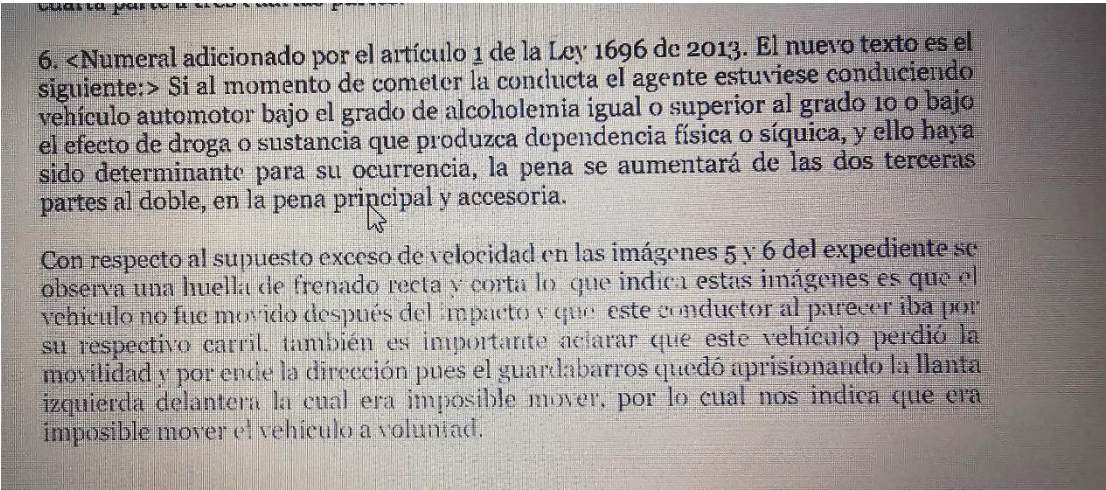 cuarta parte a tres cuartas partes.
6. <Numeral adicionado por el artículo 1 de la Ley 1696 de 2013. El nuevo texto es el
siguiente:> Si al momento de cometer la conducta el agente estuviese conduciendo
vehículo automotor bajo el grado de alcoholemia igual o superior al grado 10 o bajo
el efecto de droga o sustancia que produzca dependencia física o síquica, y ello haya
sido determinante para su ocurrencia, la pena se aumentará de las dos terceras
partes al doble, en la pena principal y accesoria.
Con respecto al supuesto exceso de velocidad en las imágenes 5 y 6 del expediente se
observa una huella de frenado recta y corta lo que indica estas imágenes es que el
vehículo no fue movido después del impacto y que este conductor al parecer iba por
su respectivo carril. también es importante aclarar que este vehículo perdió la
movilidad y por ende la dirección pues el guardabarros quedó aprisionando la llanta
izquierda delantera la cual era imposible mover, por lo cual nos indica que era
imposible mover el vehículo a voluntad.